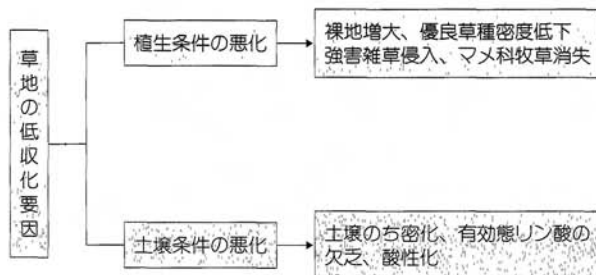 草地の低収化要因
植生条件の悪化
裸地増大、優良草種密度低下
強害雑草侵入、マメ科牧草消失
土壌条件の悪化
土壌のち密化、有効態リン酸の
欠乏、酸性化